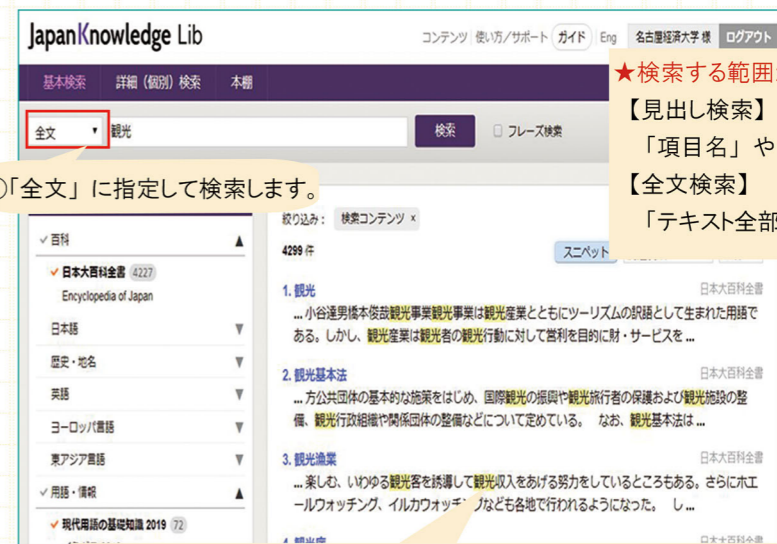 JapanKnowledge Lib
コンテンツ 使い方/サポート ガイド Eng 名古屋経済大学 様 ログアウト
基本検索 詳細（個別）検索 本棚
★検索する範囲
【見出し検索】
「項目名」や
【全文検索】
「テキスト全部
全文 ▼ 観光 検索 フレーズ検索
「全文」に指定して検索します。
絞り込み： 検索コンテンツ ×
4299 件
スニペット
✓百科 ▲
✓日本大百科全書 4227
Encyclopedia of Japan
日本語 ▼
歴史・地名 ▼
英語 ▼
ヨーロッパ言語 ▼
東アジア言語 ▼
✓用語・情報 ▲
✓現代用語の基礎知識 2019 72
1. 観光 日本大百科全書
... 小谷達男橋本俊哉観光事業観光事業は観光産業とともにツーリズムの訳語として生まれた用語で
ある。しかし、観光産業は観光者の観光行動に対して営利を目的に財・サービスを ...
2. 観光基本法 日本大百科全書
... 方公共団体の基本的な施策をはじめ、国際観光の振興や観光旅行者の保護および観光施設の整
備、観光行政組織や関係団体の整備などについて定めている。 なお、観光基本法は ...
3. 観光漁業 日本大百科全書
... 楽しむ、いわゆる観光客を誘導して観光収入をあげる努力をしているところもある。さらにホエ
ールウォッチング、イルカウォッチングなども各地で行われるようになった。 し ...